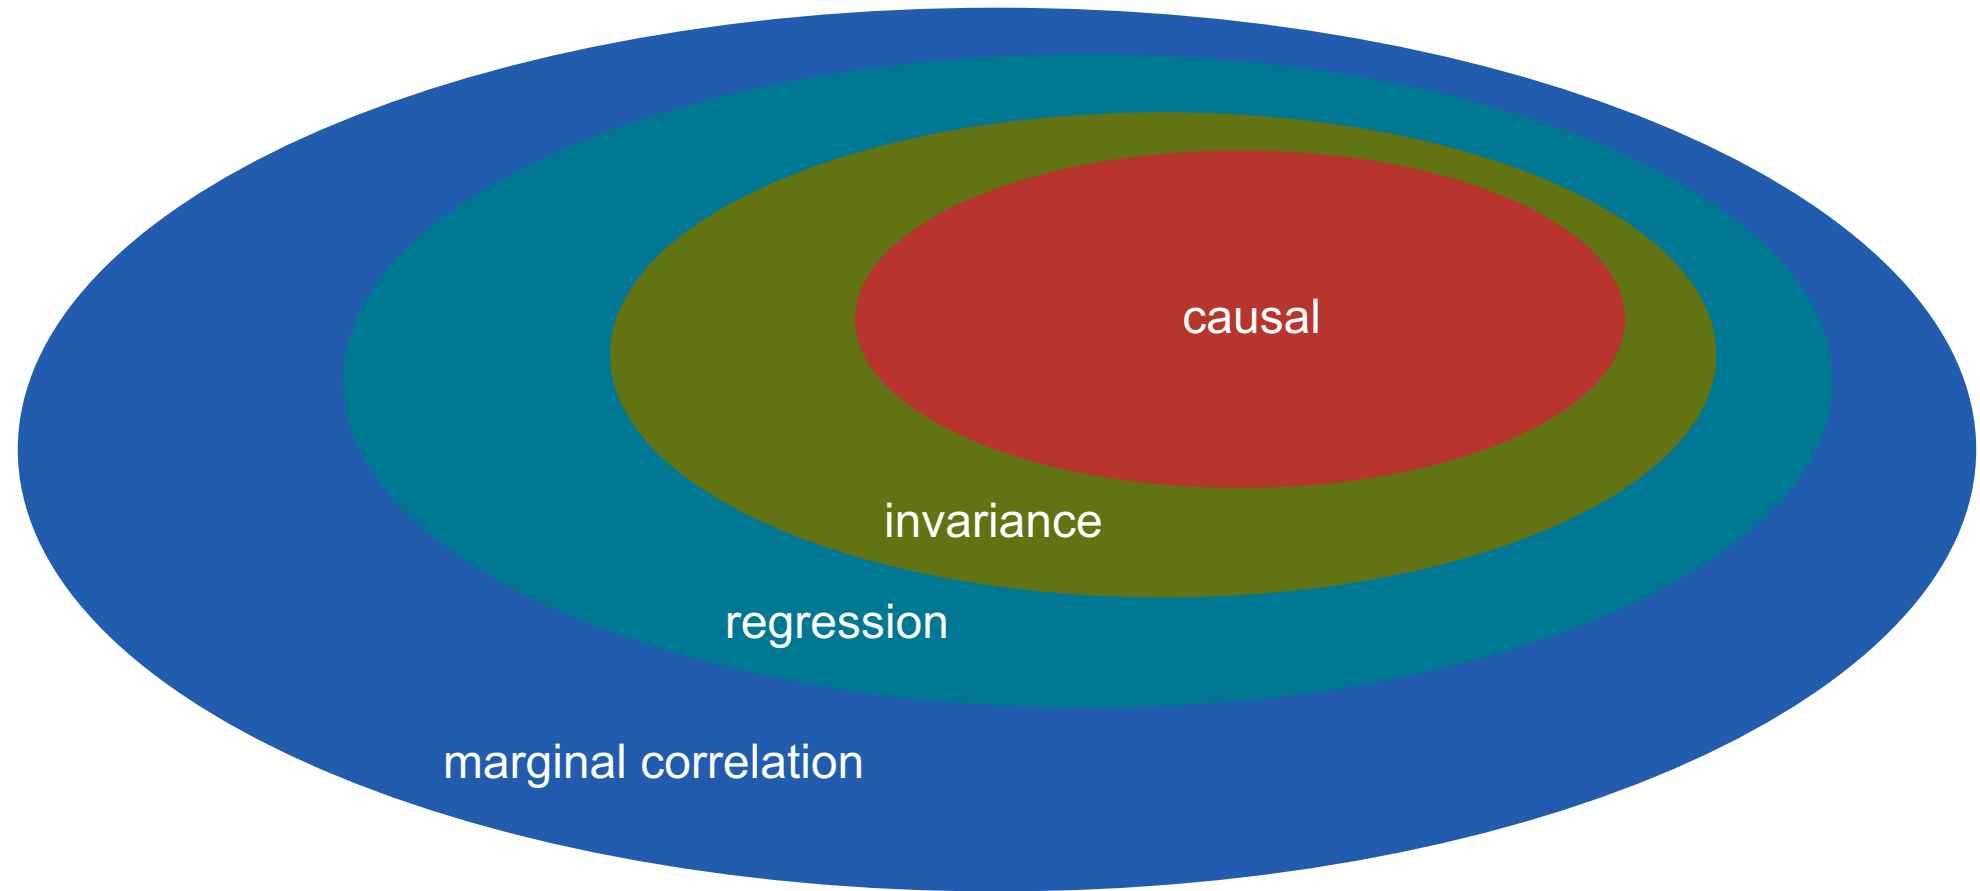 causal
invariance
regression
marginal correlation